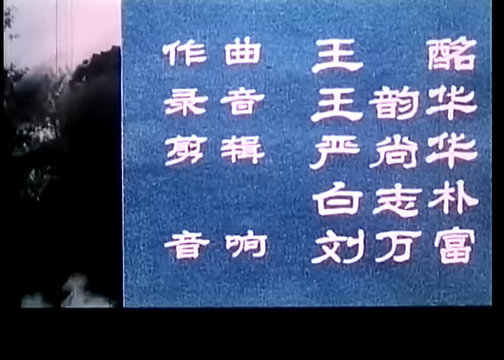 作曲 王 酩
录音 王韵华
剪辑 严尚华
白志朴
音响 刘万富